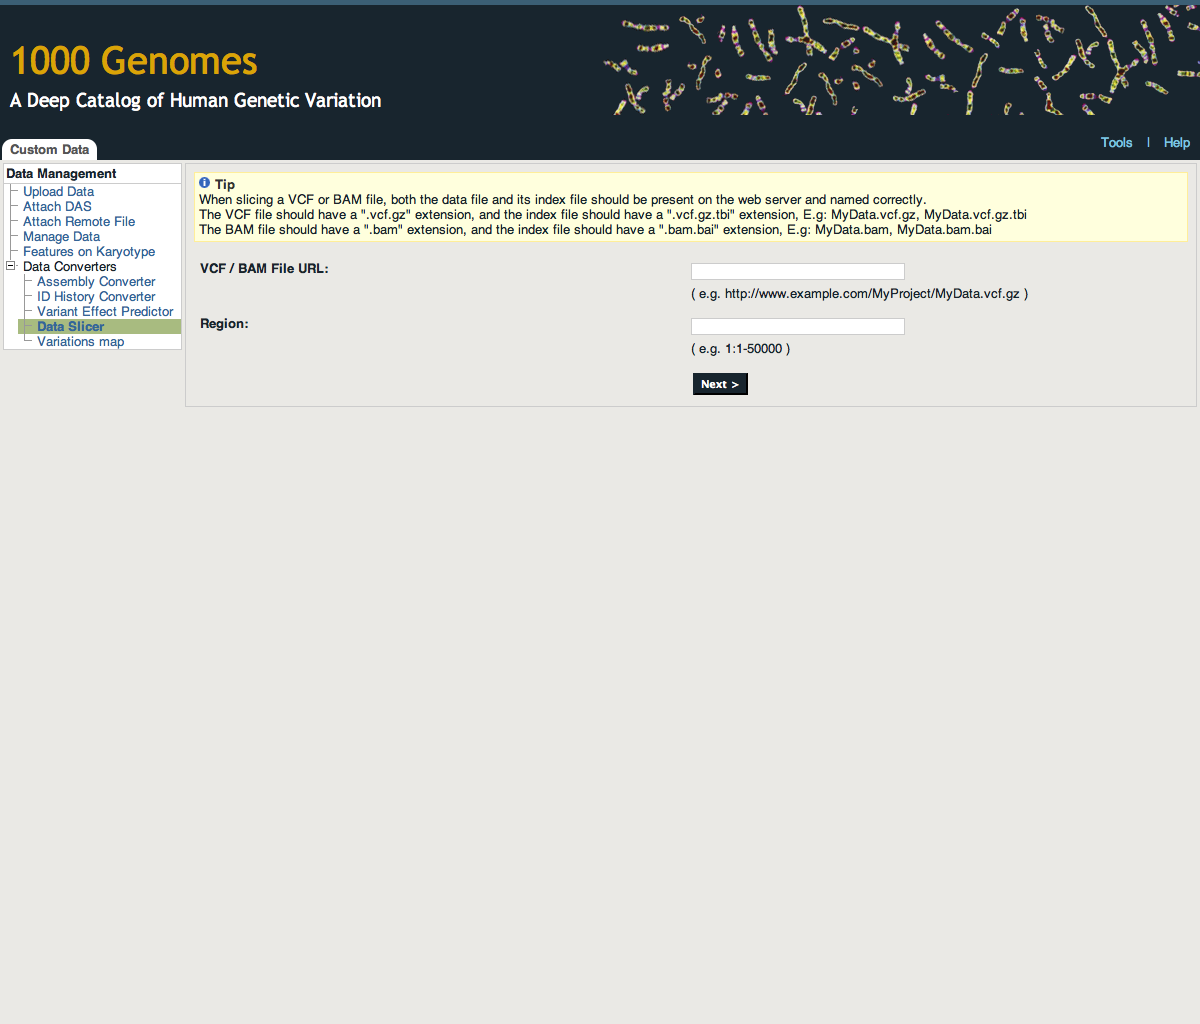 1000 Genomes
A Deep Catalog of Human Genetic Variation
Custom Data
Tools | Help
Data Management
Upload Data
Attach DAS
Attach Remote File
Manage Data
Features on Karyotype
Data Converters
Assembly Converter
ID History Converter
Variant Effect Predictor
Data Slicer
Variations map
Tip
When slicing a VCF or BAM file, both the data file and its index file should be present on the web server and named correctly.
The VCF file should have a ".vcf.gz" extension, and the index file should have a ".vcf.gz.tbi" extension, E.g: MyData.vcf.gz, MyData.vcf.gz.tbi
The BAM file should have a ".bam" extension, and the index file should have a ".bam.bai" extension, E.g: MyData.bam, MyData.bam.bai
VCF / BAM File URL:
( e.g. http://www.example.com/MyProject/MyData.vcf.gz )
Region:
( e.g. 1:1-50000 )
Next >